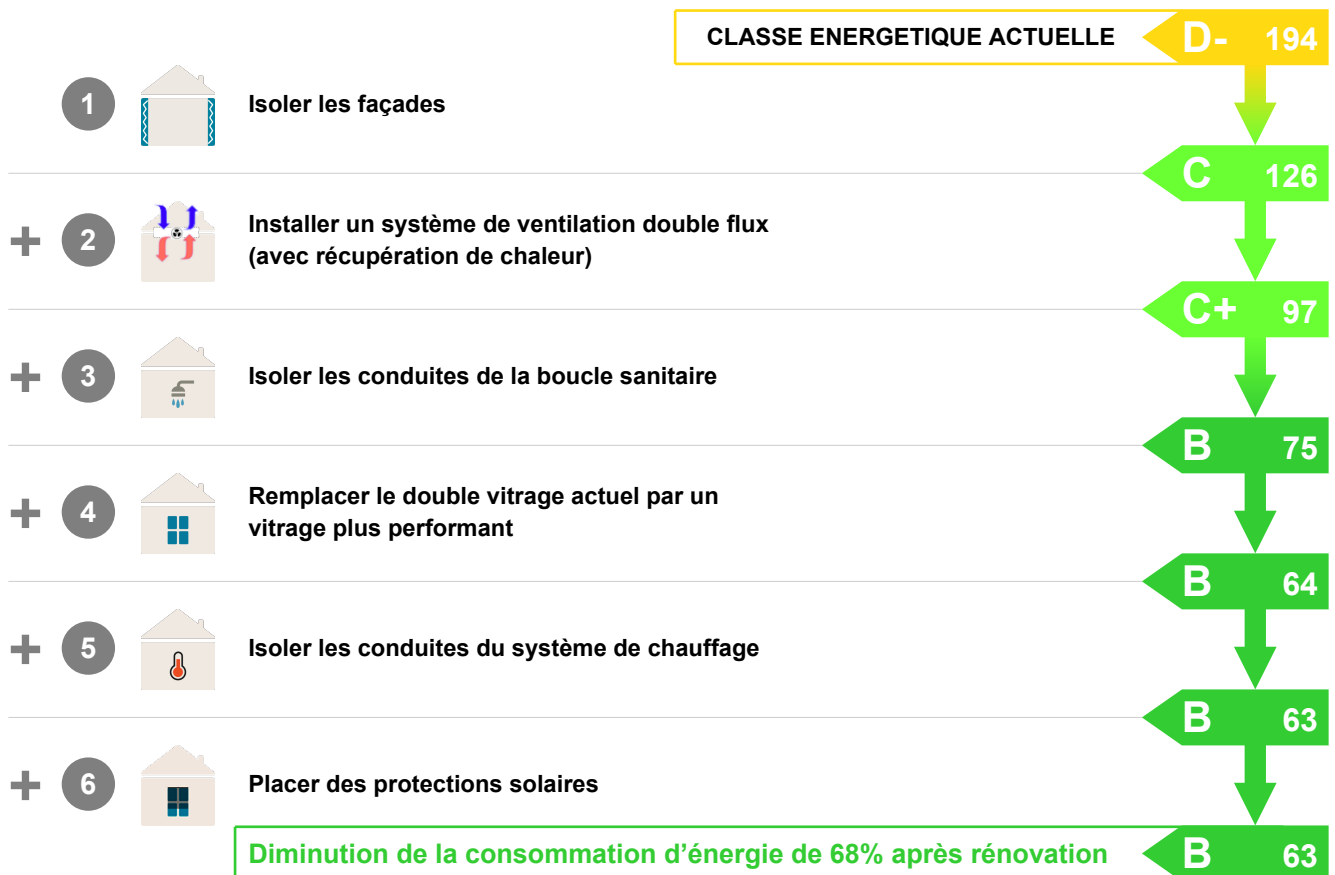 CLASSE ENERGETIQUE ACTUELLE D- 194
1 Isoler les façades
C 126
+ 2 Installer un système de ventilation double flux
(avec récupération de chaleur)
C+ 97
+ 3 Isoler les conduites de la boucle sanitaire
B 75
+ 4 Remplacer le double vitrage actuel par un
vitrage plus performant
B 64
+ 5 Isoler les conduites du système de chauffage
B 63
+ 6 Placer des protections solaires
Diminution de la consommation d’énergie de 68% après rénovation B 63